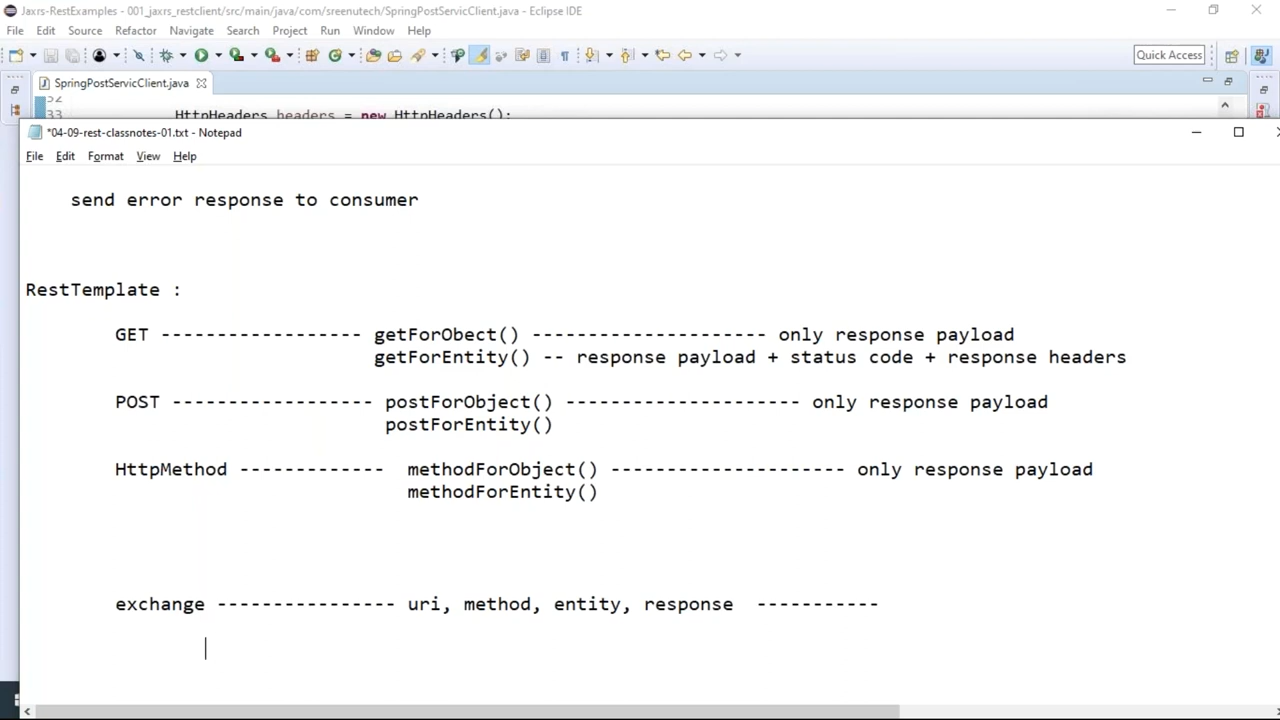 Jaxrs-RestExamples - 001_jaxrs_restclient/src/main/java/com/sreenutech/SpringPostServicClient.java - Eclipse IDE
File Edit Source Refactor Navigate Search Project Run Window Help
Quick Access
SpringPostServicClient.java
32
33 HttpHeaders headers = new HttpHeaders();
*04-09-rest-classnotes-01.txt - Notepad
File Edit Format View Help
send error response to consumer
RestTemplate :
GET ------------------ getForObect() --------------------- only response payload
getForEntity() -- response payload + status code + response headers
POST ------------------ postForObject() --------------------- only response payload
postForEntity()
HttpMethod ------------- methodForObject() --------------------- only response payload
methodForEntity()
exchange ---------------- uri, method, entity, response -----------